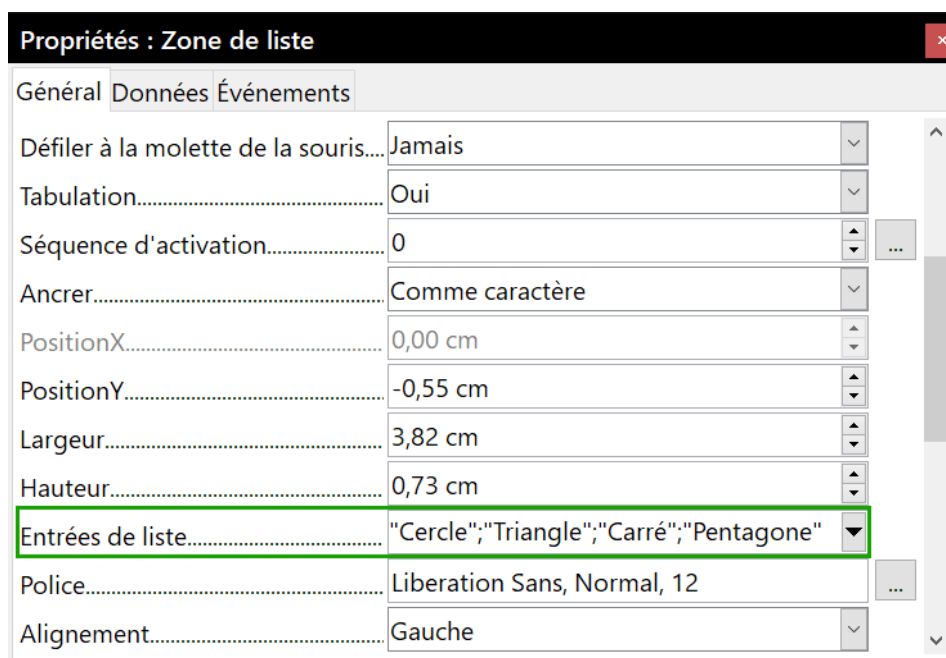 Propriétés : Zone de liste
Général Données Événements
Défiler à la molette de la souris.... Jamais
Tabulation................................................ Oui
Séquence d'activation....................... 0 ...
Ancrer......................................................... Comme caractère
PositionX................................................... 0,00 cm
PositionY................................................... -0,55 cm
Largeur....................................................... 3,82 cm
Hauteur...................................................... 0,73 cm
Entrées de liste...................................... "Cercle";"Triangle";"Carré";"Pentagone"
Police.......................................................... Liberation Sans, Normal, 12 ...
Alignement.............................................. Gauche